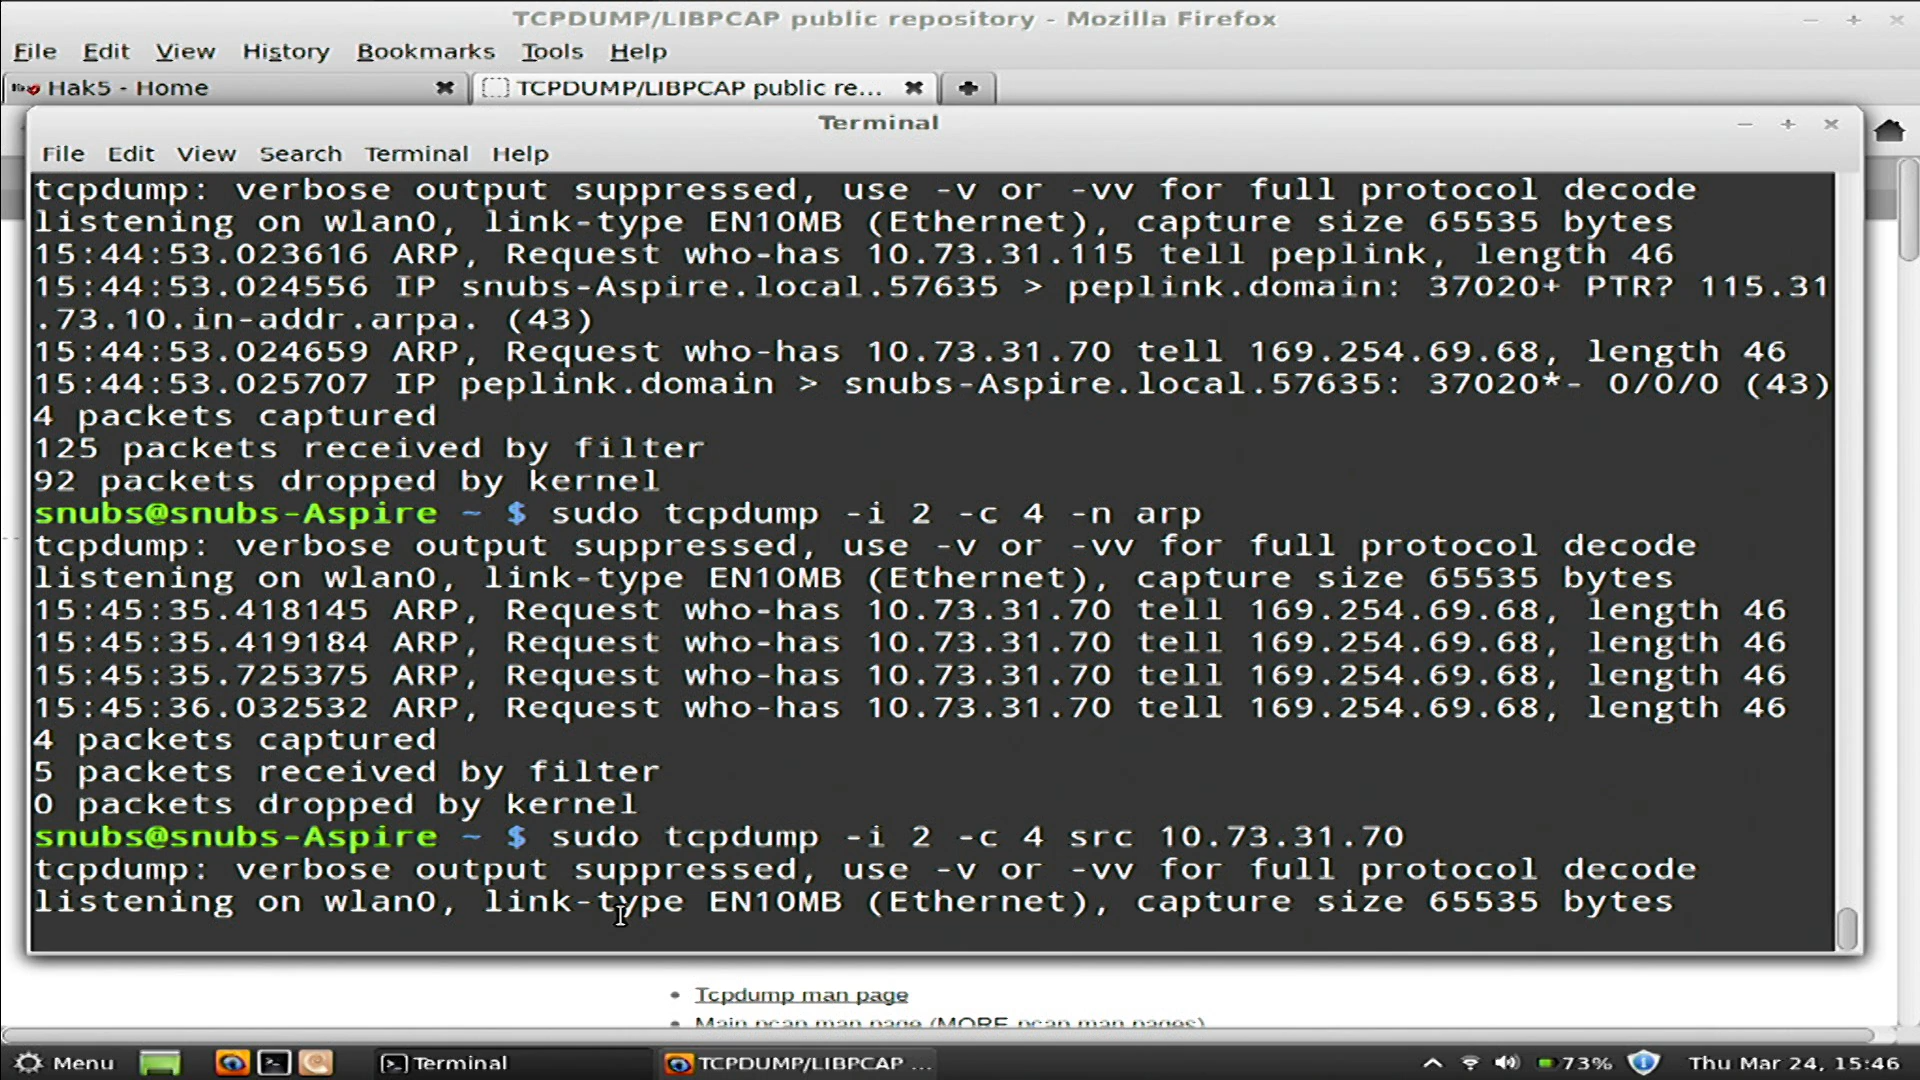 TCPDUMP/LIBPCAP public repository - Mozilla Firefox
File Edit View History Bookmarks Tools Help
Hak5 - Home
TCPDUMP/LIBPCAP public re...
Terminal
File Edit View Search Terminal Help
tcpdump: verbose output suppressed, use -v or -vv for full protocol decode
listening on wlan0, link-type EN10MB (Ethernet), capture size 65535 bytes
15:44:53.023616 ARP, Request who-has 10.73.31.115 tell peplink, length 46
15:44:53.024556 IP snubs-Aspire.local.57635 > peplink.domain: 37020+ PTR? 115.31
.73.10.in-addr.arpa. (43)
15:44:53.024659 ARP, Request who-has 10.73.31.70 tell 169.254.69.68, length 46
15:44:53.025707 IP peplink.domain > snubs-Aspire.local.57635: 37020*- 0/0/0 (43)
4 packets captured
125 packets received by filter
92 packets dropped by kernel
snubs@snubs-Aspire ~ $ sudo tcpdump -i 2 -c 4 -n arp
tcpdump: verbose output suppressed, use -v or -vv for full protocol decode
listening on wlan0, link-type EN10MB (Ethernet), capture size 65535 bytes
15:45:35.418145 ARP, Request who-has 10.73.31.70 tell 169.254.69.68, length 46
15:45:35.419184 ARP, Request who-has 10.73.31.70 tell 169.254.69.68, length 46
15:45:35.725375 ARP, Request who-has 10.73.31.70 tell 169.254.69.68, length 46
15:45:36.032532 ARP, Request who-has 10.73.31.70 tell 169.254.69.68, length 46
4 packets captured
5 packets received by filter
0 packets dropped by kernel
snubs@snubs-Aspire ~ $ sudo tcpdump -i 2 -c 4 src 10.73.31.70
tcpdump: verbose output suppressed, use -v or -vv for full protocol decode
listening on wlan0, link-type EN10MB (Ethernet), capture size 65535 bytes
Tcpdump man page
Main pcap man page (MORE pcap man pages)
Menu
Terminal
TCPDUMP/LIBPCAP ...
73%
Thu Mar 24, 15:46